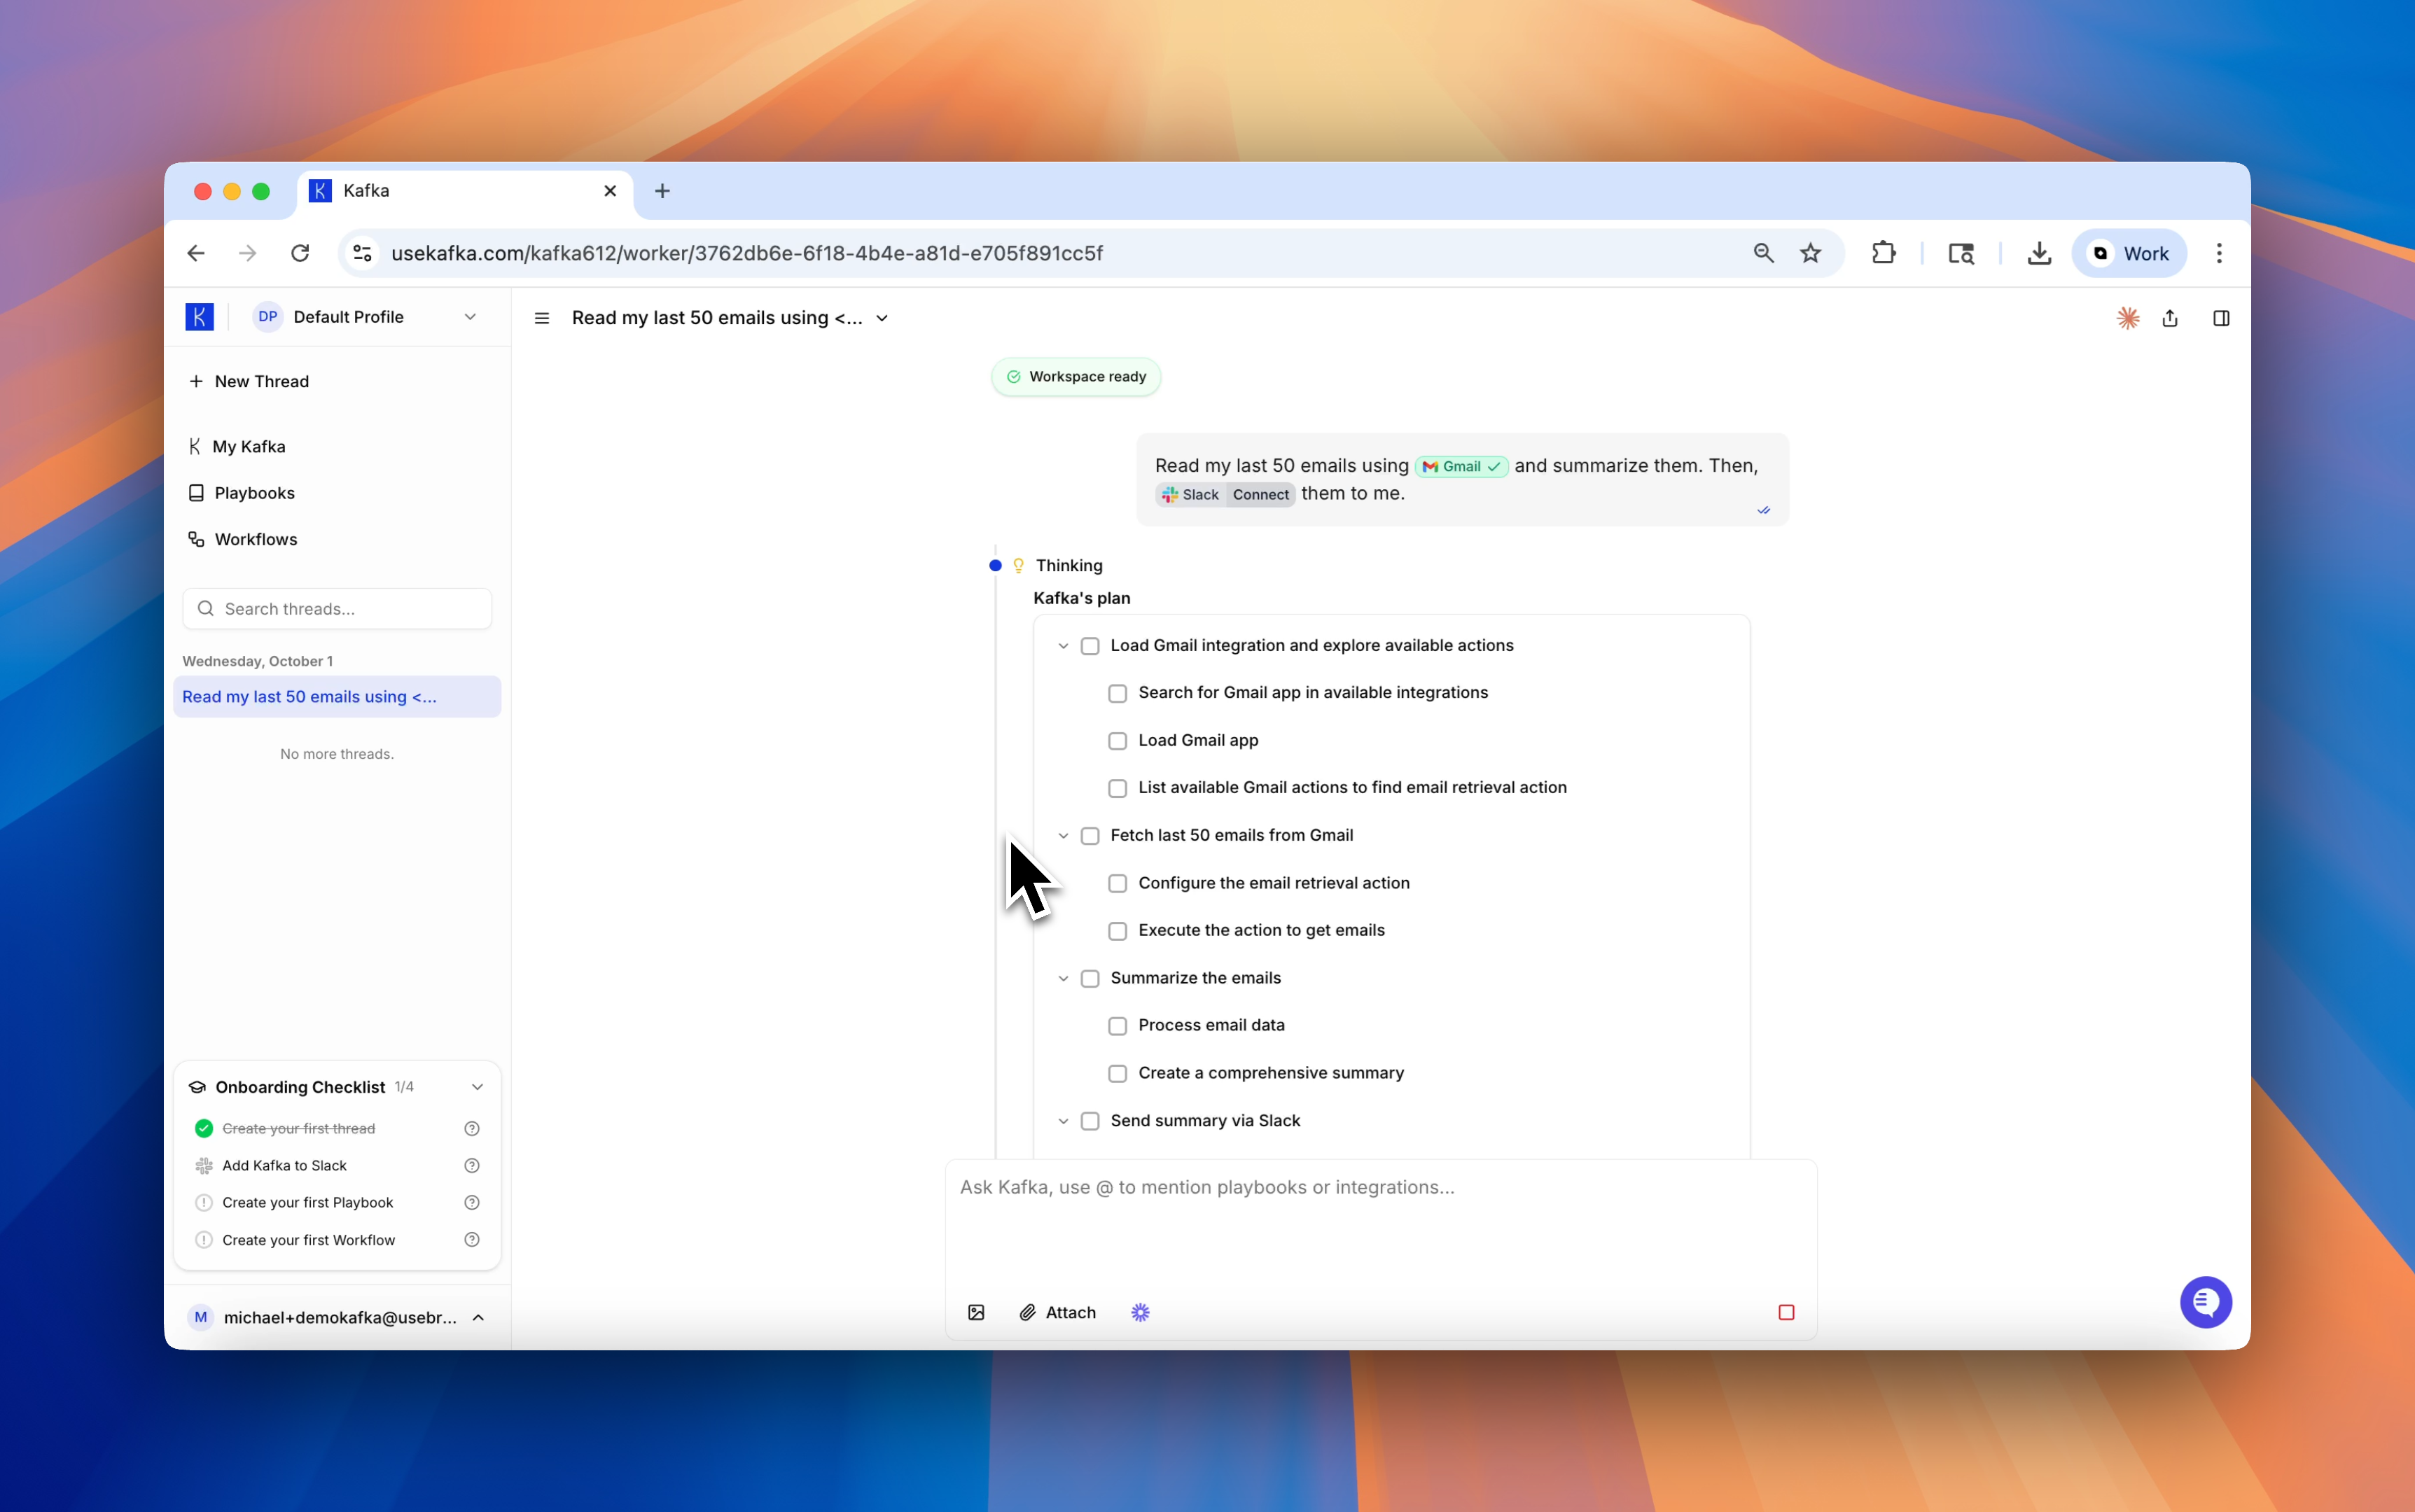 Kafka
usekafka.com/kafka612/worker/3762db6e-6f18-4b4e-a81d-e705f891cc5f
Work
DP Default Profile
Read my last 50 emails using <...
New Thread
My Kafka
Playbooks
Workflows
Search threads...
Wednesday, October 1
Read my last 50 emails using <...
No more threads.
Onboarding Checklist 1/4
Create your first thread
Add Kafka to Slack
Create your first Playbook
Create your first Workflow
M michael+demokafka@usebr...
Workspace ready
Read my last 50 emails using Gmail and summarize them. Then,
Slack Connect them to me.
Thinking
Kafka's plan
Load Gmail integration and explore available actions
Search for Gmail app in available integrations
Load Gmail app
List available Gmail actions to find email retrieval action
Fetch last 50 emails from Gmail
Configure the email retrieval action
Execute the action to get emails
Summarize the emails
Process email data
Create a comprehensive summary
Send summary via Slack
Ask Kafka, use @ to mention playbooks or integrations...
Attach